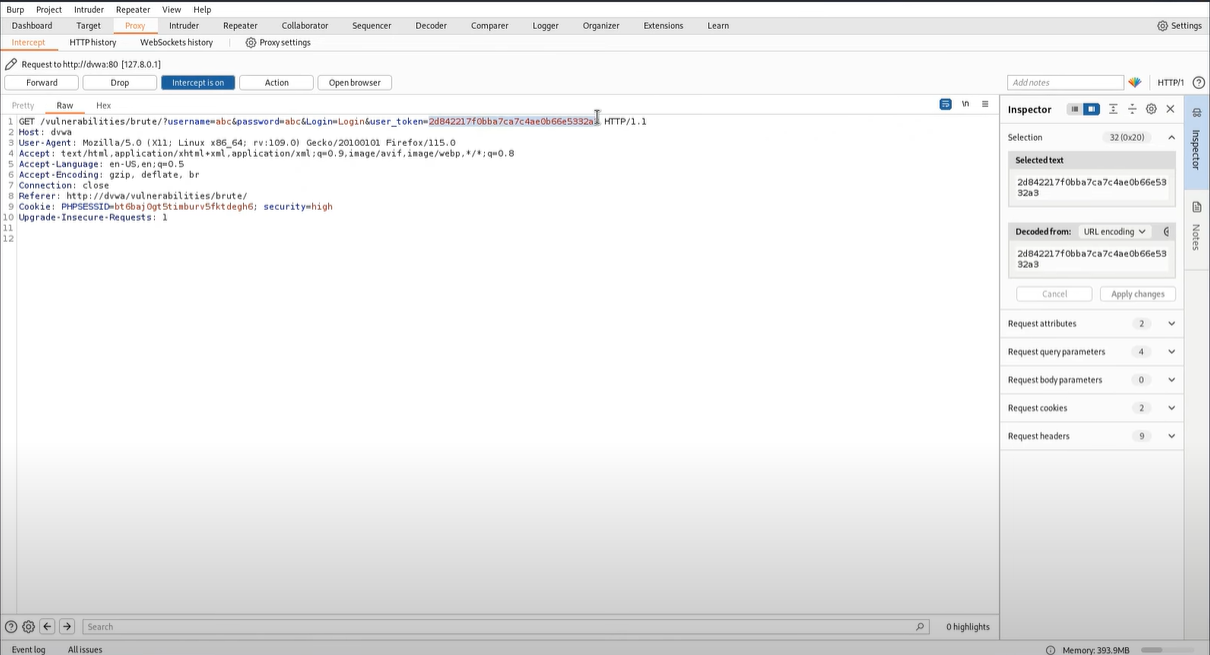 Burp Project Intruder Repeater View Help
Dashboard Target Proxy Intruder Repeater Collaborator Sequencer Decoder Comparer Logger Organizer Extensions Learn Settings
Intercept HTTP history WebSockets history Proxy settings
Request to http://dvwa:80 [127.0.0.1]
Forward Drop Intercept is on Action Open browser Add notes HTTP/1
Pretty Raw Hex \n
1 GET /vulnerabilities/brute/?username=abc&password=abc&Login=Login&user_token=2d842217f0bba7ca7c4ae0b66e5332a3 HTTP/1.1
2 Host: dvwa
3 User-Agent: Mozilla/5.0 (X11; Linux x86_64; rv:109.0) Gecko/20100101 Firefox/115.0
4 Accept: text/html,application/xhtml+xml,application/xml;q=0.9,image/avif,image/webp,*/*;q=0.8
5 Accept-Language: en-US,en;q=0.5
6 Accept-Encoding: gzip, deflate, br
7 Connection: close
8 Referer: http://dvwa/vulnerabilities/brute/
9 Cookie: PHPSESSID=bt6baj0gt5timburv5fktdegh6; security=high
10 Upgrade-Insecure-Requests: 1
11
12
Inspector
Selection 32 (0x20)
Selected text
2d842217f0bba7ca7c4ae0b66e53
32a3
Decoded from: URL encoding
2d842217f0bba7ca7c4ae0b66e53
32a3
Cancel Apply changes
Request attributes 2
Request query parameters 4
Request body parameters 0
Request cookies 2
Request headers 9
Inspector
Notes
Search 0 highlights
Event log All issues Memory: 393.9MB